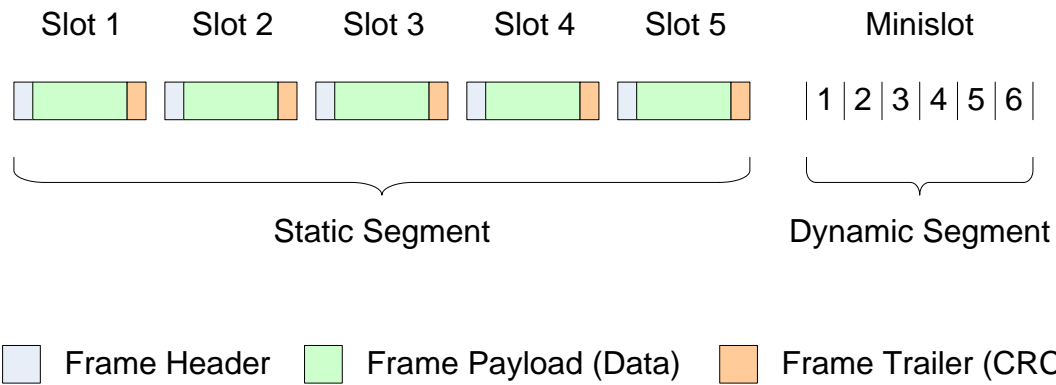 Slot 1 Slot 2 Slot 3 Slot 4 Slot 5 Minislot
1 2 3 4 5 6
Static Segment Dynamic Segment
Frame Header Frame Payload (Data) Frame Trailer (CRC